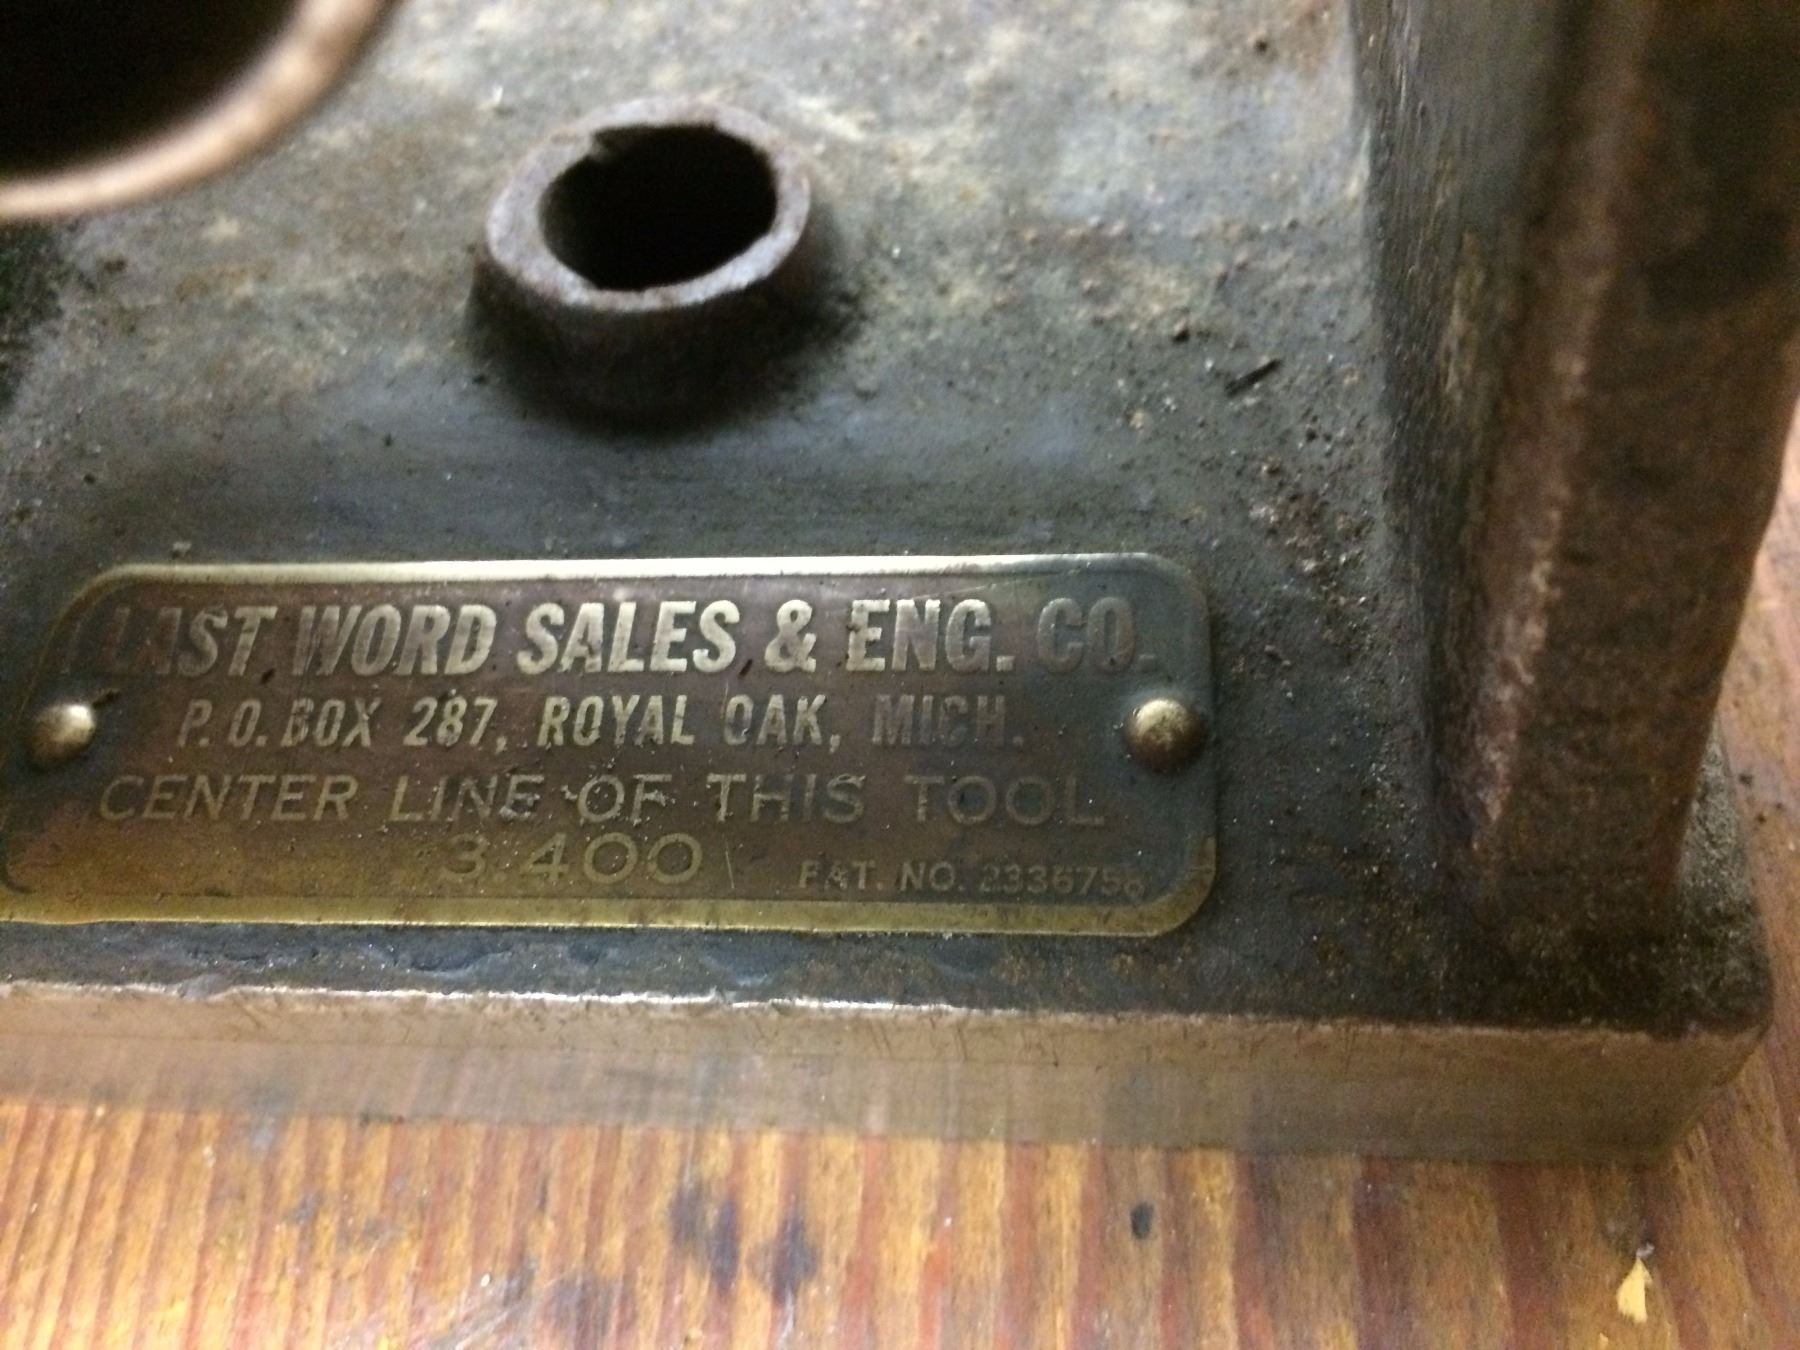 LAST WORD SALES & ENG. CO.
P.O. BOX 287, ROYAL OAK, MICH.
CENTER LINE OF THIS TOOL
3.400
PAT. NO. 2336758